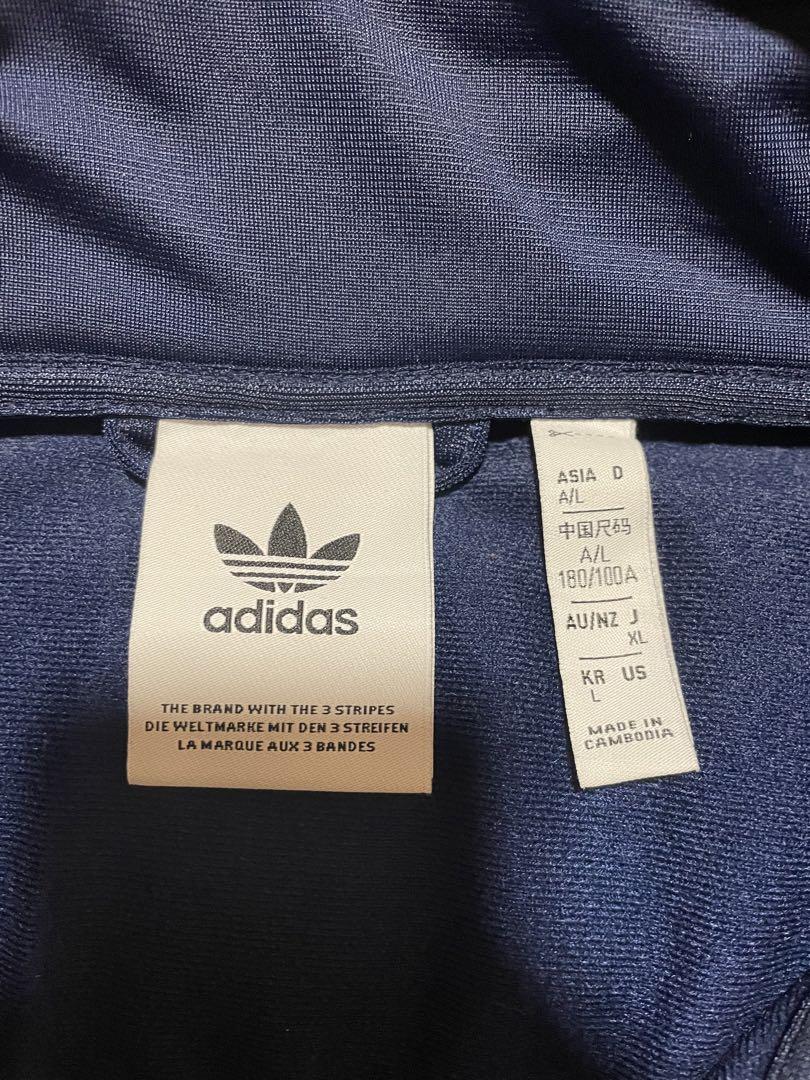 adidas
THE BRAND WITH THE 3 STRIPES
DIE WELTMARKE MIT DEN 3 STREIFEN
LA MARQUE AUX 3 BANDES
ASIA D
A/L
中国尺码
A/L
180/100A
AU/NZ J
XL
KR US
L
MADE IN
CAMBODIA